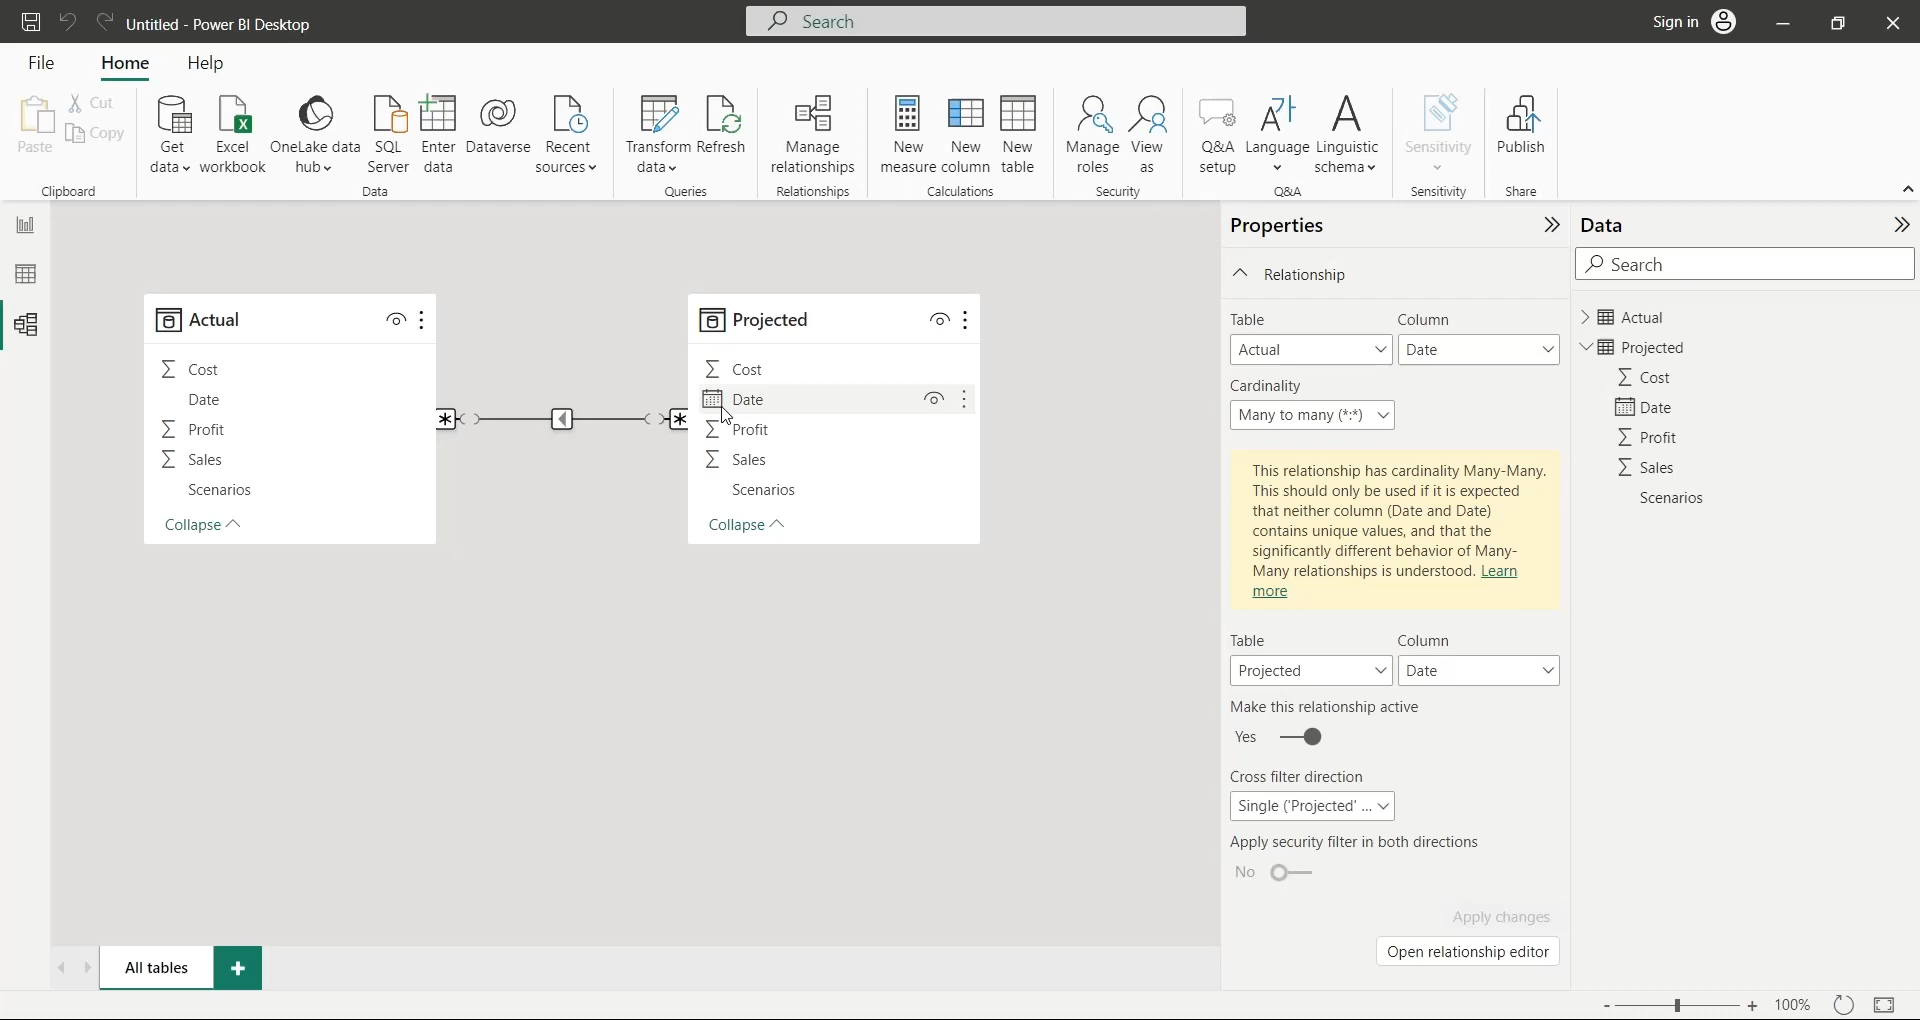 Untitled - Power BI Desktop
Search
Sign in
File
Home
Help
Paste
Cut
Copy
Get data
Excel workbook
OneLake data hub
SQL Server
Enter data
Dataverse
Recent sources
Transform data
Refresh
Manage relationships
New measure
New column
New table
Manage roles
View as
Q&A setup
Language
Linguistic schema
Sensitivity
Publish
Clipboard
Data
Queries
Relationships
Calculations
Security
Q&A
Sensitivity
Share
Actual
Cost
Date
Profit
Sales
Scenarios
Collapse
Projected
Cost
Date
Profit
Sales
Scenarios
Collapse
Properties
Relationship
Table
Column
Actual
Date
Cardinality
Many to many (*:*)
This relationship has cardinality Many-Many.
This should only be used if it is expected
that neither column (Date and Date)
contains unique values, and that the
significantly different behavior of Many-
Many relationships is understood. Learn
more
Table
Column
Projected
Date
Make this relationship active
Yes
Cross filter direction
Single ('Projected' ...
Apply security filter in both directions
No
Apply changes
Open relationship editor
Data
Search
Actual
Projected
Cost
Date
Profit
Sales
Scenarios
All tables
+
- + 100%